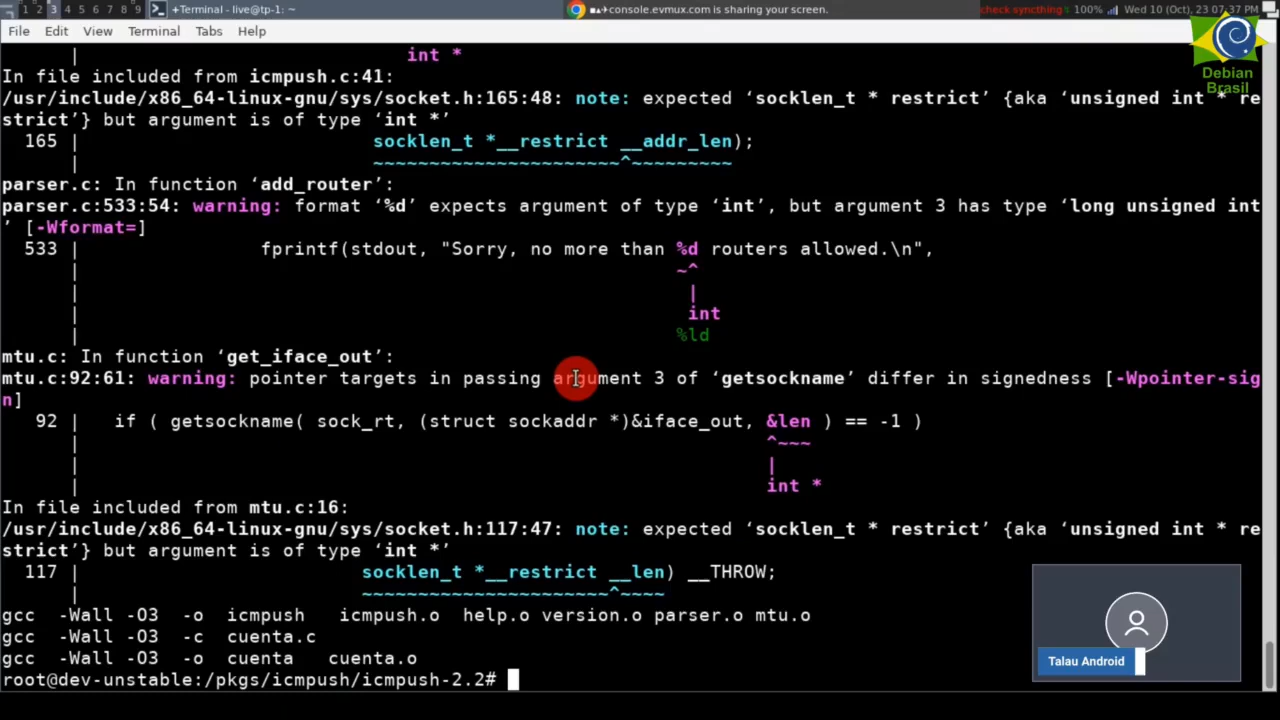 1 2 3 4 5 6 7 8 9 +Terminal - live@tp-1: ~ console.evmux.com is sharing your screen. check syncthing 100% Wed 10 (Oct), 23 07:37 PM
File Edit View Terminal Tabs Help
Debian
Brasil
| int *
In file included from icmpush.c:41:
/usr/include/x86_64-linux-gnu/sys/socket.h:165:48: note: expected ‘socklen_t * restrict’ {aka ‘unsigned int * re
strict’} but argument is of type ‘int *’
165 | socklen_t *__restrict __addr_len);
| ~~~~~~~~~~~~~~~~~~~~~~^~~~~~~~~~
parser.c: In function ‘add_router’:
parser.c:533:54: warning: format ‘%d’ expects argument of type ‘int’, but argument 3 has type ‘long unsigned int
’ [-Wformat=]
533 | fprintf(stdout, "Sorry, no more than %d routers allowed.\n",
| ~^
| |
| int
| %ld
mtu.c: In function ‘get_iface_out’:
mtu.c:92:61: warning: pointer targets in passing argument 3 of ‘getsockname’ differ in signedness [-Wpointer-sig
n]
92 | if ( getsockname( sock_rt, (struct sockaddr *)&iface_out, &len ) == -1 )
| ^~~~
| |
| int *
In file included from mtu.c:16:
/usr/include/x86_64-linux-gnu/sys/socket.h:117:47: note: expected ‘socklen_t * restrict’ {aka ‘unsigned int * re
strict’} but argument is of type ‘int *’
117 | socklen_t *__restrict __len) __THROW;
| ~~~~~~~~~~~~~~~~~~~~~~^~~~~
gcc -Wall -O3 -o icmpush icmpush.o help.o version.o parser.o mtu.o
gcc -Wall -O3 -c cuenta.c
gcc -Wall -O3 -o cuenta cuenta.o
root@dev-unstable:/pkgs/icmpush/icmpush-2.2#
Talau Android